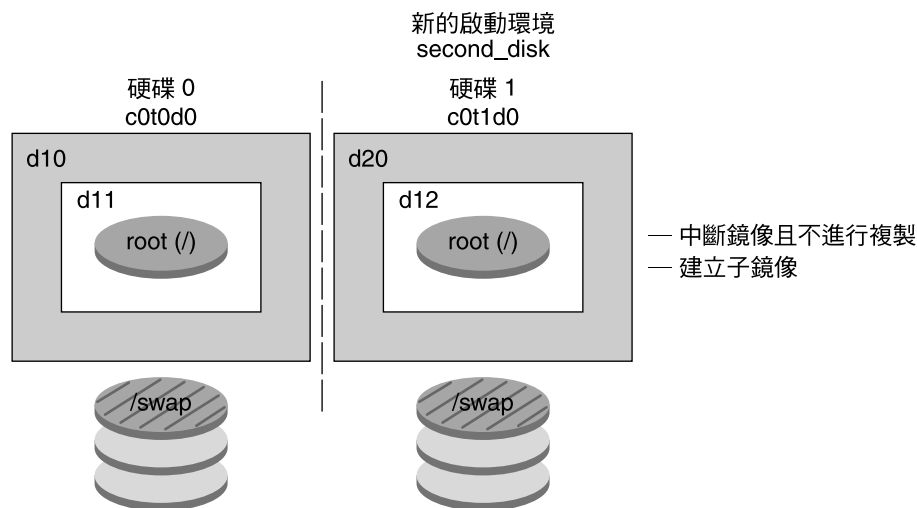 新的啟動環境
second_disk
硬碟 0
c0t0d0
硬碟 1
c0t1d0
d10
d11
root (/)
/swap
d20
d12
root (/)
/swap
中斷鏡像且不進行複製
建立子鏡像